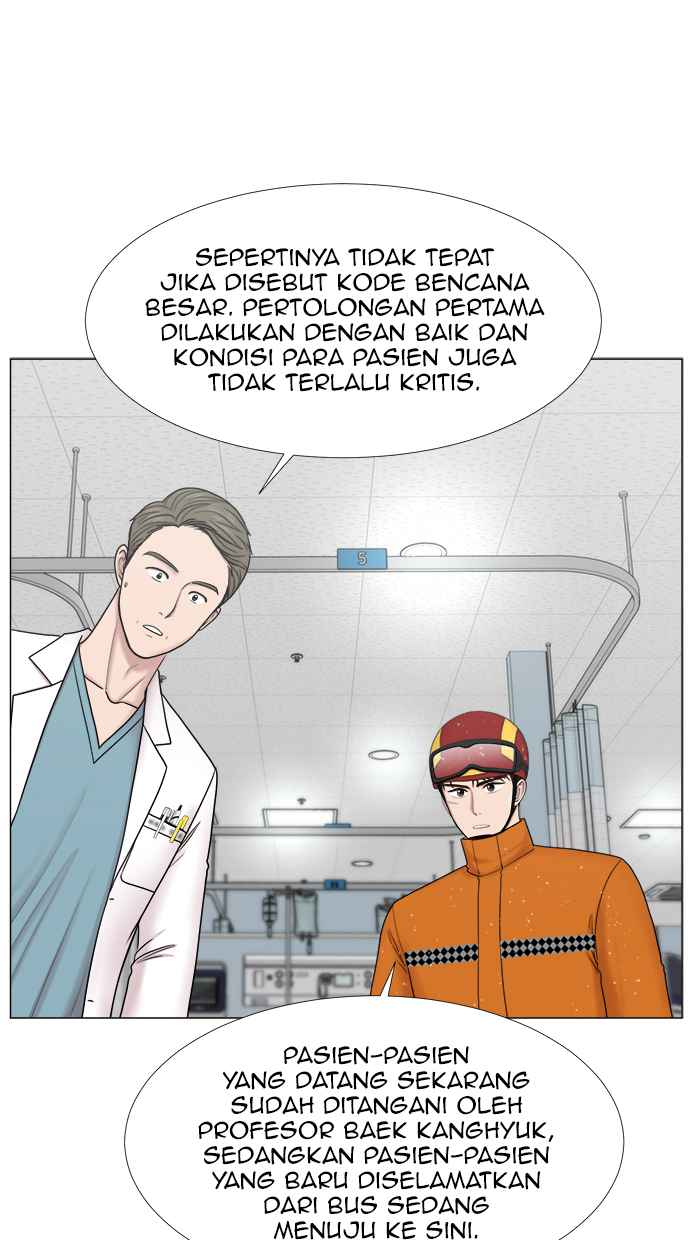 SEPERTINYA TIDAK TEPAT
JIKA DISEBUT KODE BENCANA
BESAR. PERTOLONGAN PERTAMA
DILAKUKAN DENGAN BAIK DAN
KONDISI PARA PASIEN JUGA
TIDAK TERLALU KRITIS.
5
PASIEN-PASIEN
YANG DATANG SEKARANG
SUDAH DITANGANI OLEH
PROFESOR BAEK KANGHYUK,
SEDANGKAN PASIEN-PASIEN
YANG BARU DISELAMATKAN
DARI BUS SEDANG
MENUJU KE SINI.